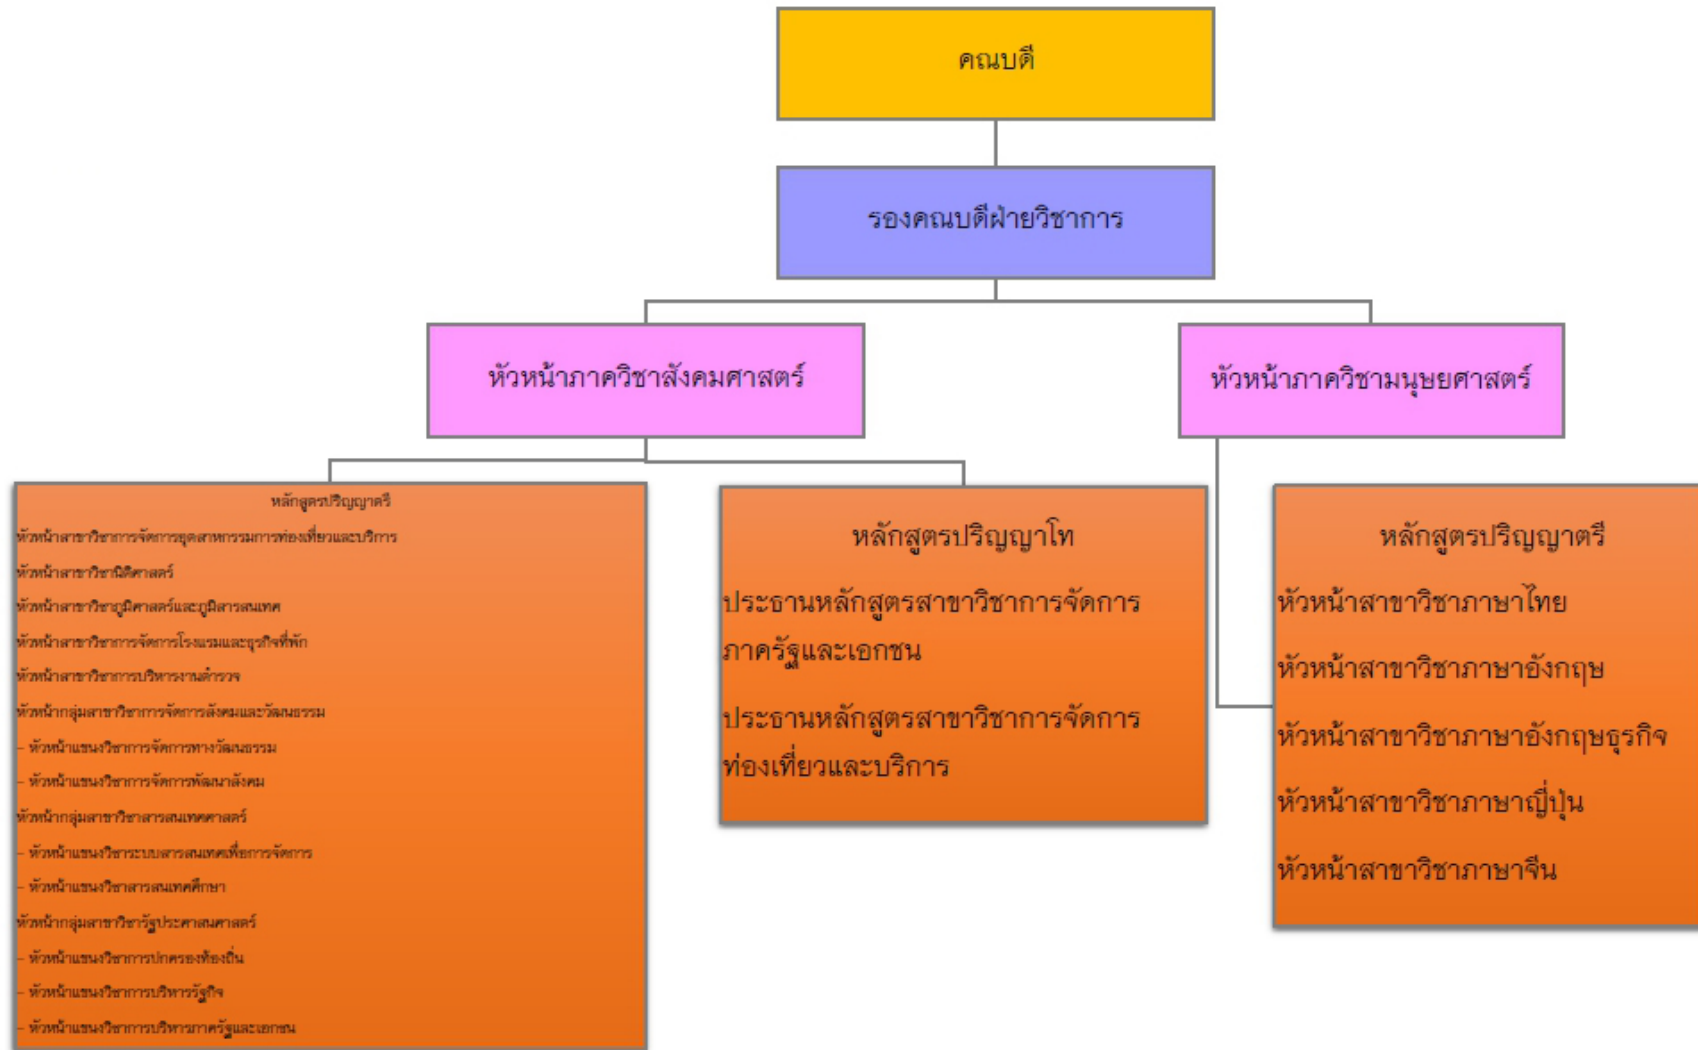 คณบดี
รองคณบดีฝ่ายวิชาการ
หัวหน้าภาควิชาสังคมศาสตร์
หัวหน้าภาควิชามนุษยศาสตร์
หลักสูตรปริญญาตรี
หัวหน้าสาขาวิชาการจัดการอุตสาหกรรมการท่องเที่ยวและบริการ
หัวหน้าสาขาวิชานิติศาสตร์
หัวหน้าสาขาวิชาภูมิศาสตร์และภูมิสารสนเทศ
หัวหน้าสาขาวิชาการจัดการโรงแรมและธุรกิจที่พัก
หัวหน้าสาขาวิชาการบริหารงานตำรวจ
หัวหน้ากลุ่มสาขาวิชาการจัดการสังคมและวัฒนธรรม
- หัวหน้าแขนงวิชาการจัดการทางวัฒนธรรม
- หัวหน้าแขนงวิชาการจัดการพัฒนาสังคม
หัวหน้ากลุ่มสาขาวิชาสารสนเทศศาสตร์
- หัวหน้าแขนงวิชาระบบสารสนเทศเพื่อการจัดการ
- หัวหน้าแขนงวิชาสารสนเทศศึกษา
หัวหน้ากลุ่มสาขาวิชารัฐประศาสนศาสตร์
- หัวหน้าแขนงวิชาการปกครองท้องถิ่น
- หัวหน้าแขนงวิชาการบริหารรัฐกิจ
- หัวหน้าแขนงวิชาการบริหารภาครัฐและเอกชน
หลักสูตรปริญญาโท
ประธานหลักสูตรสาขาวิชาการจัดการ
ภาครัฐและเอกชน
ประธานหลักสูตรสาขาวิชาการจัดการ
ท่องเที่ยวและบริการ
หลักสูตรปริญญาตรี
หัวหน้าสาขาวิชาภาษาไทย
หัวหน้าสาขาวิชาภาษาอังกฤษ
หัวหน้าสาขาวิชาภาษาอังกฤษธุรกิจ
หัวหน้าสาขาวิชาภาษาญี่ปุ่น
หัวหน้าสาขาวิชาภาษาจีน